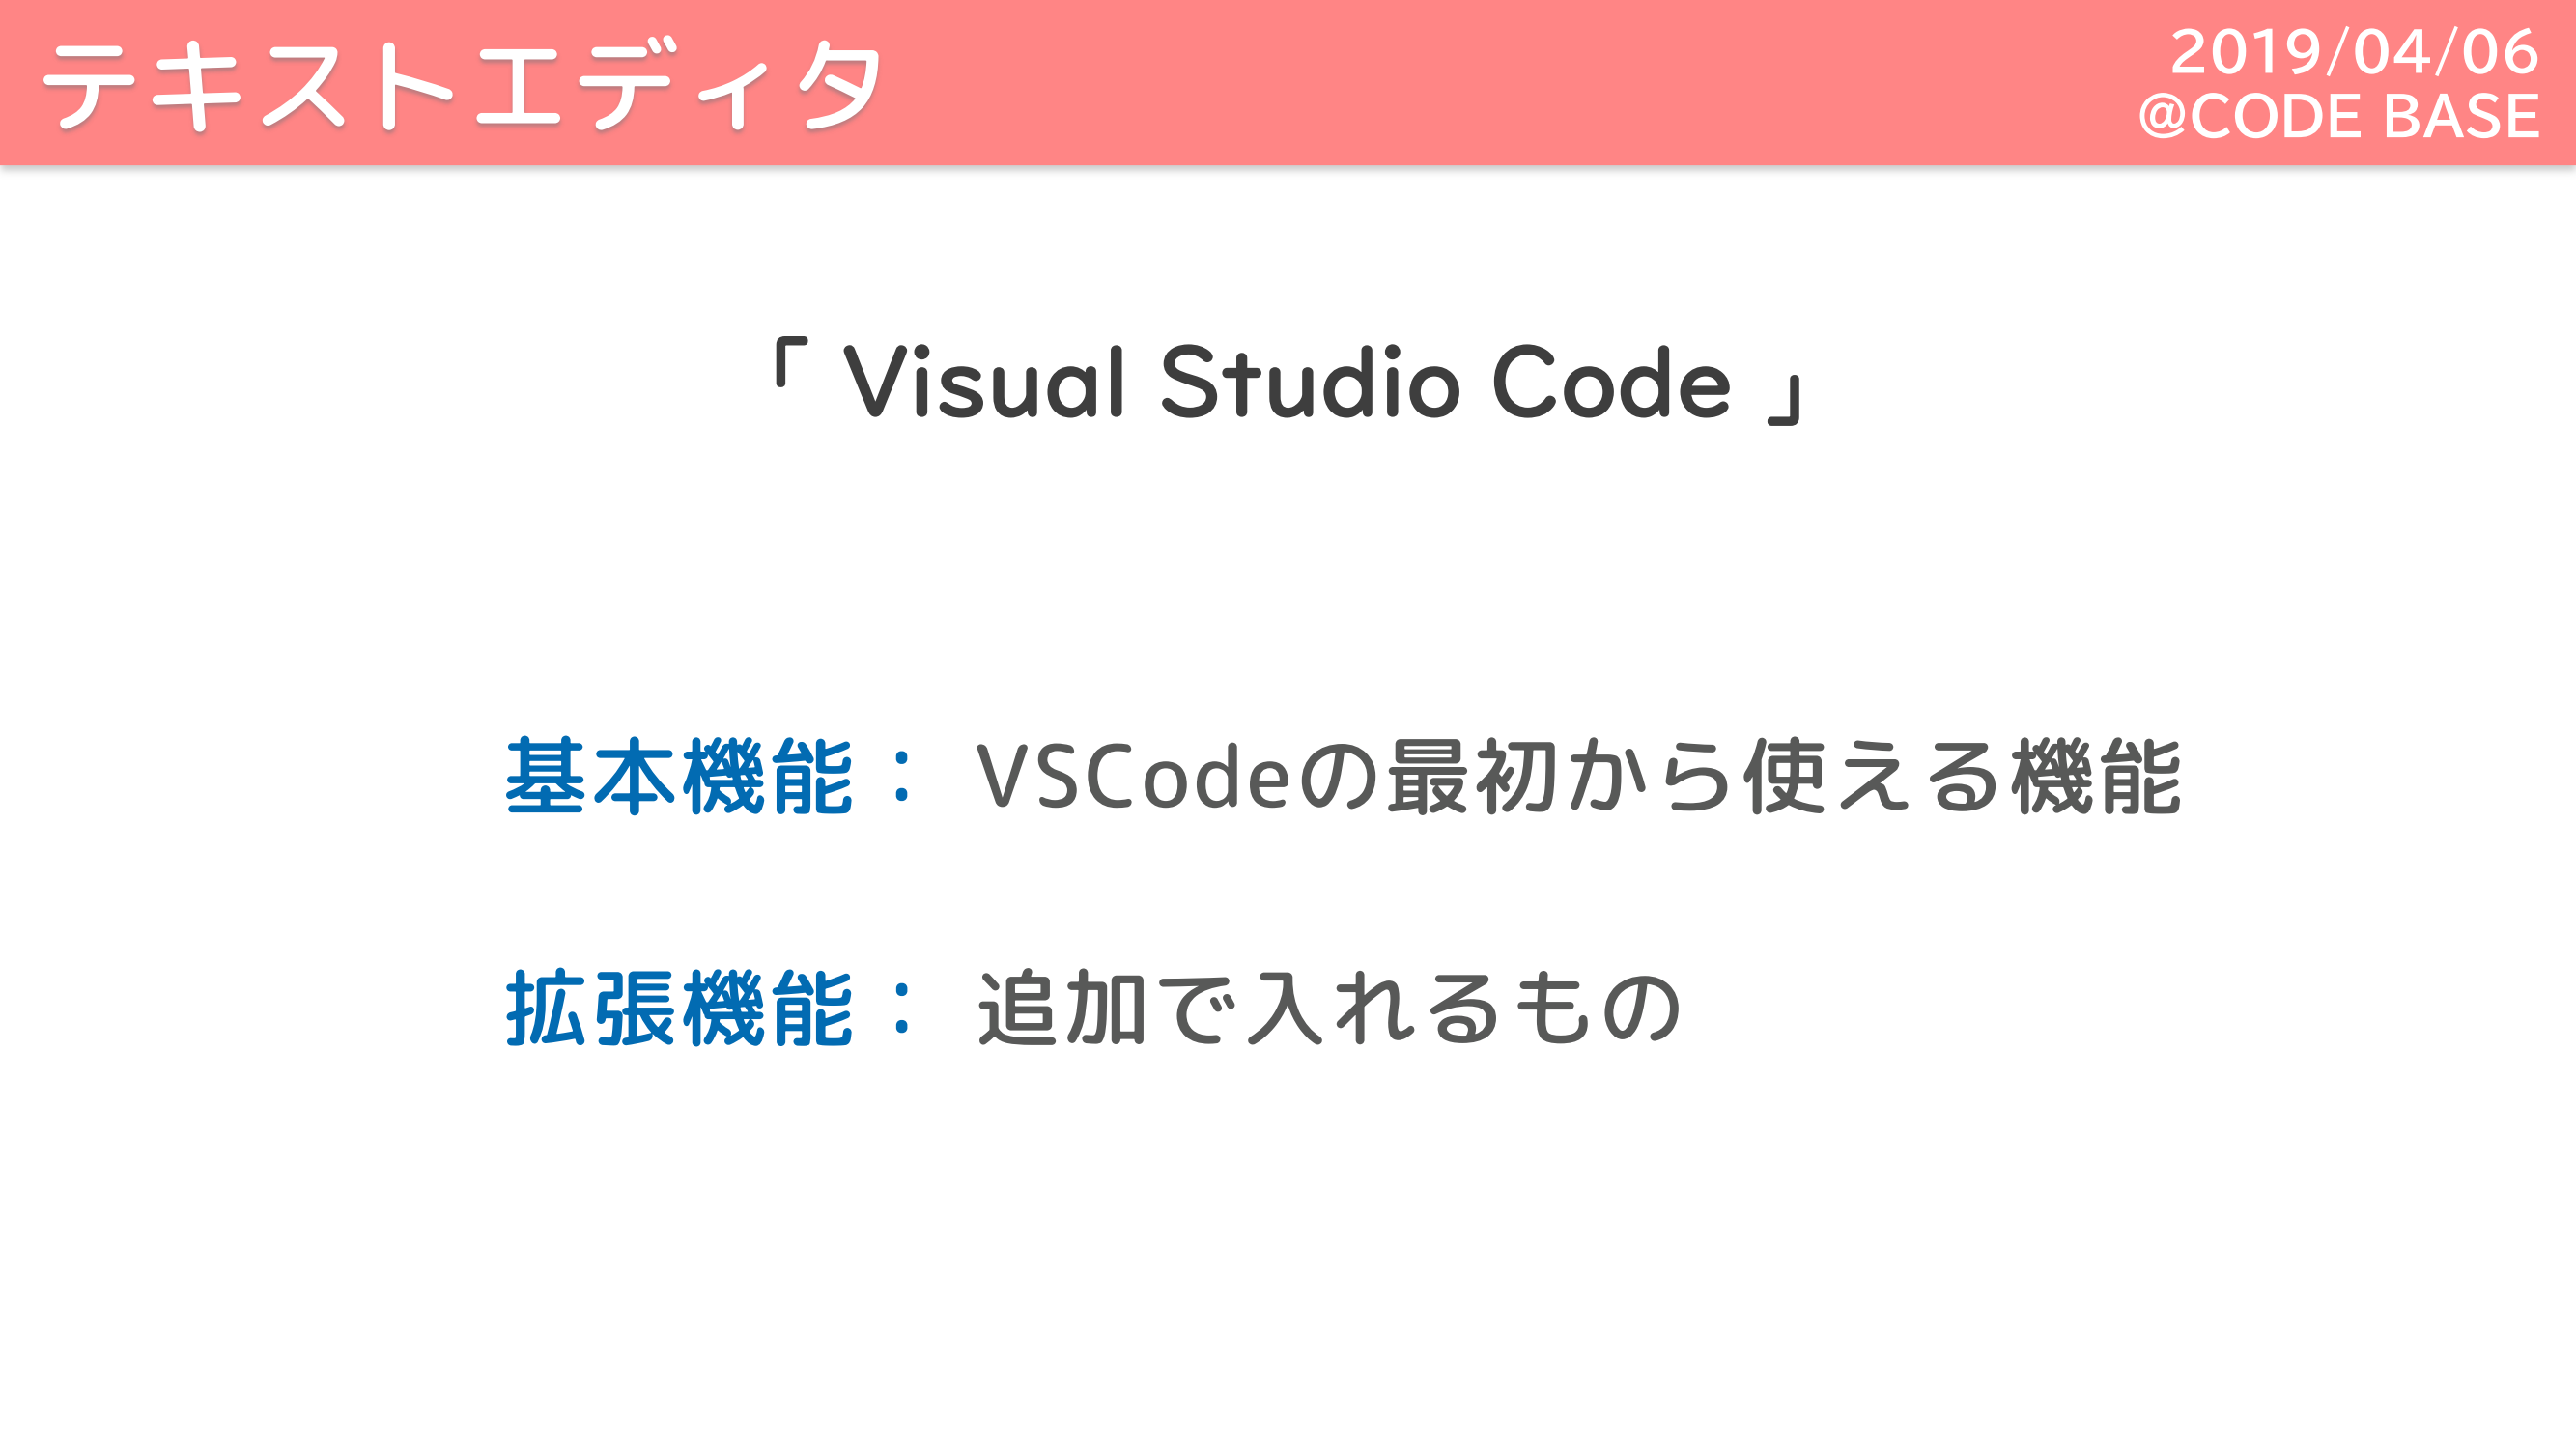 テキストエディタ
2019/04/06
@CODE BASE
「 Visual Studio Code 」
基本機能： VSCodeの最初から使える機能
拡張機能： 追加で入れるもの